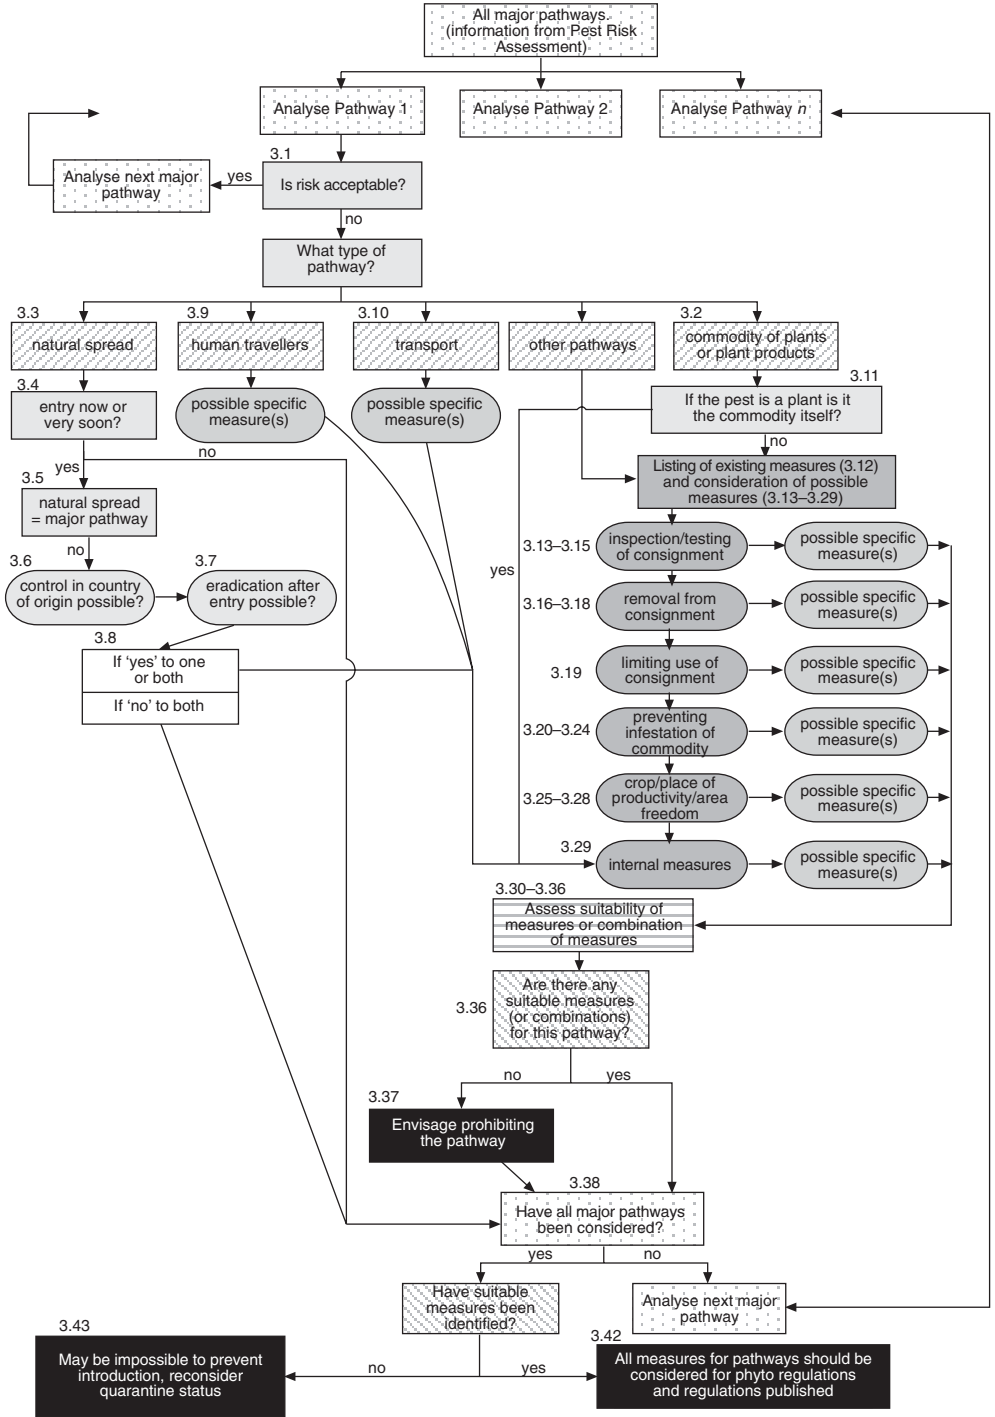 All major pathways.
(information from Pest Risk
Assessment)
Analyse Pathway 1
Analyse Pathway 2
Analyse Pathway n
3.1
Analyse next major
pathway
yes
Is risk acceptable?
no
What type of
pathway?
3.3
natural spread
3.9
human travellers
3.10
transport
other pathways
3.2
commodity of plants
or plant products
3.4
entry now or
very soon?
possible specific
measure(s)
possible specific
measure(s)
3.11
If the pest is a plant is it
the commodity itself?
no
no
yes
Listing of existing measures (3.12)
and consideration of possible
measures (3.13–3.29)
3.5
natural spread
= major pathway
no
yes
3.13–3.15
inspection/testing
of consignment
possible specific
measure(s)
3.6
control in country
of origin possible?
3.7
eradication after
entry possible?
3.16–3.18
removal from
consignment
possible specific
measure(s)
3.8
If ‘yes’ to one
or both
If ‘no’ to both
3.19
limiting use of
consignment
possible specific
measure(s)
3.20–3.24
preventing
infestation of
commodity
possible specific
measure(s)
3.25–3.28
crop/place of
productivity/area
freedom
possible specific
measure(s)
3.29
internal measures
possible specific
measure(s)
3.30–3.36
Assess suitability of
measures or combination
of measures
3.36
Are there any
suitable measures
(or combinations)
for this pathway?
no
yes
3.37
Envisage prohibiting
the pathway
3.38
Have all major pathways
been considered?
yes
no
Have suitable
measures been
identified?
Analyse next major
pathway
3.43
May be impossible to prevent
introduction, reconsider
quarantine status
no
yes
3.42
All measures for pathways should be
considered for phyto regulations
and regulations published